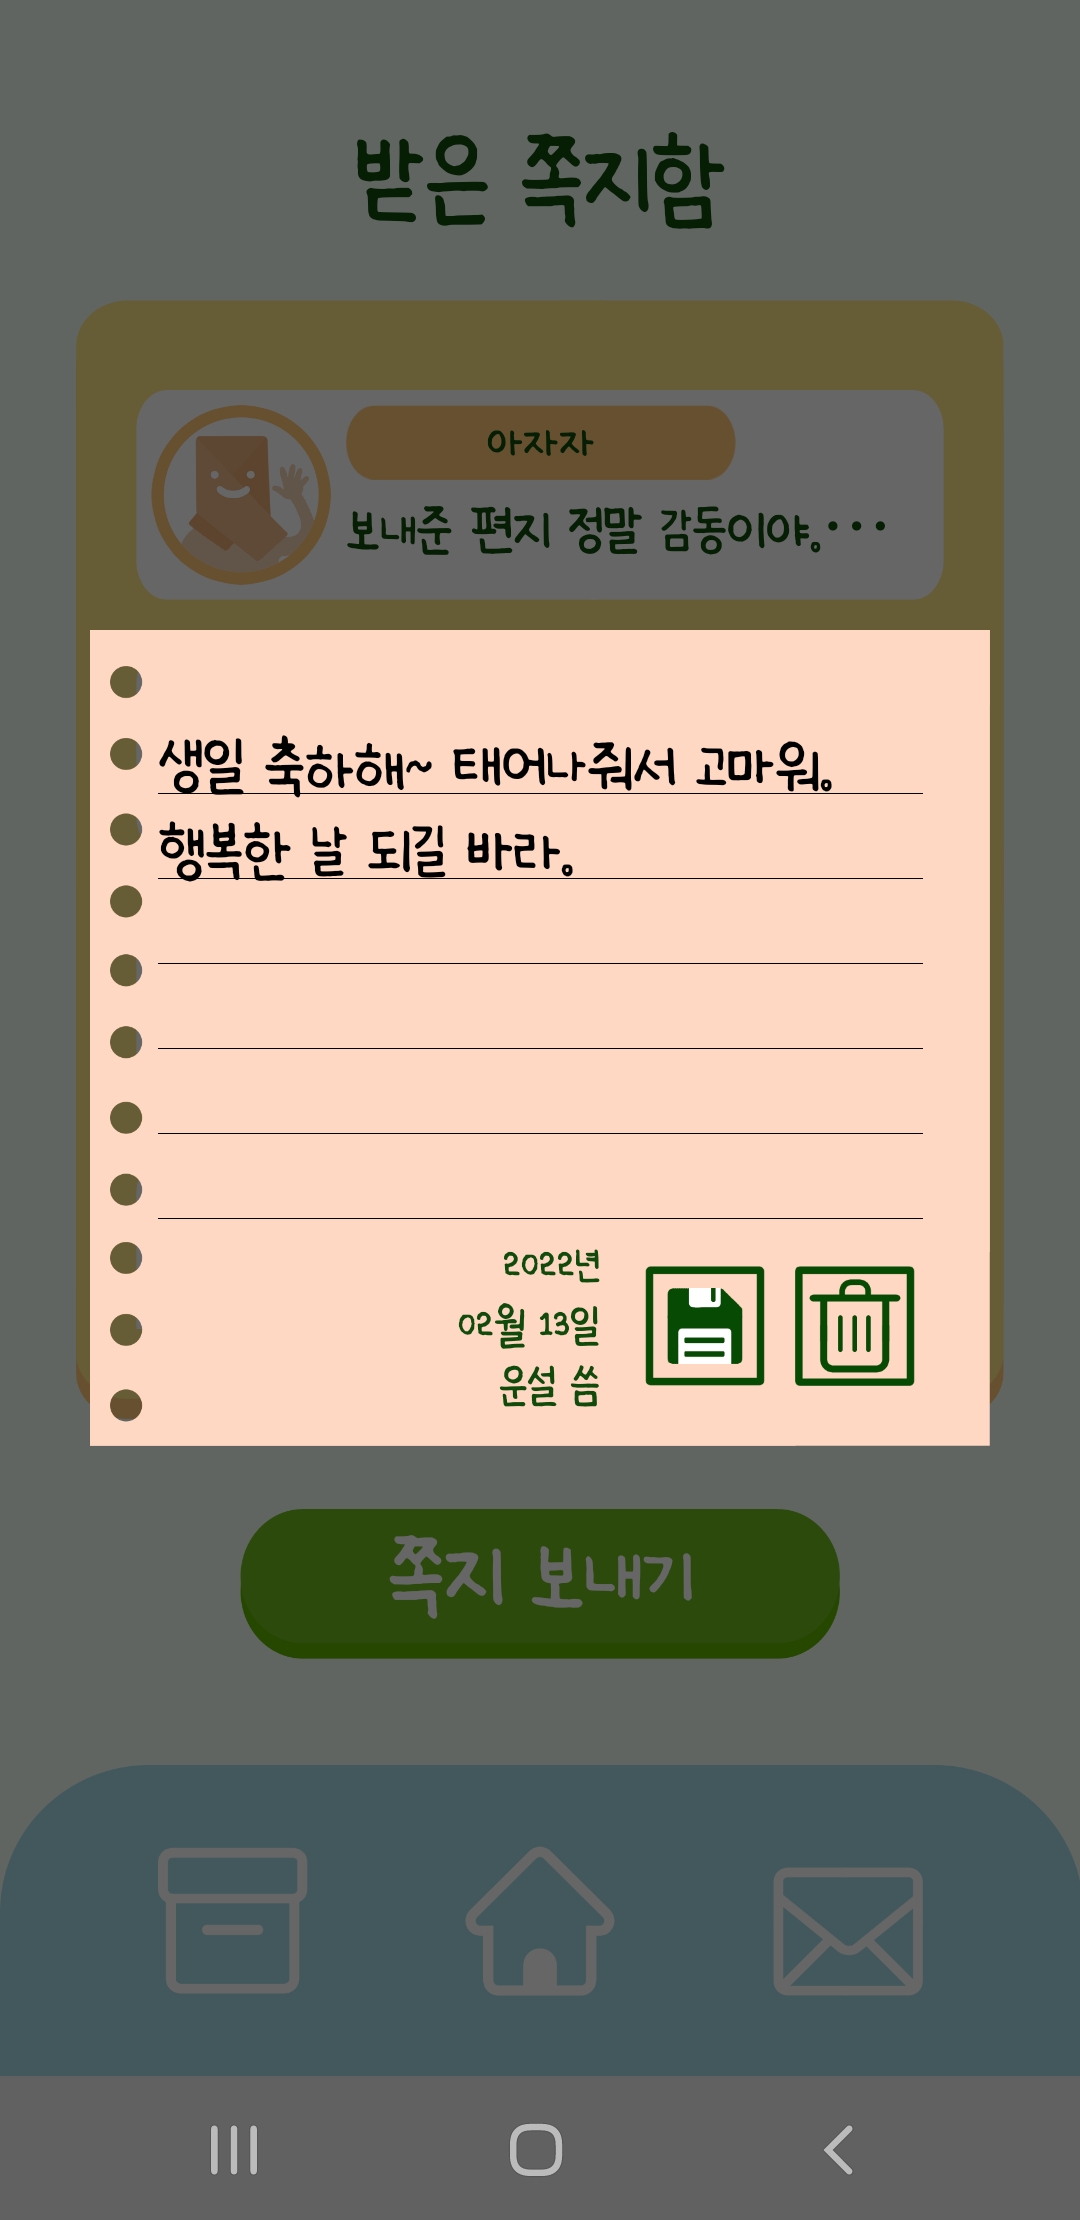 받은 쪽지함
아자자
보내준 편지 정말 감동이야。···
생일 축하해~ 태어나줘서 고마워。
행복한 날 되길 바라。
2022년
02월 13일
운설 씀
쪽지 보내기